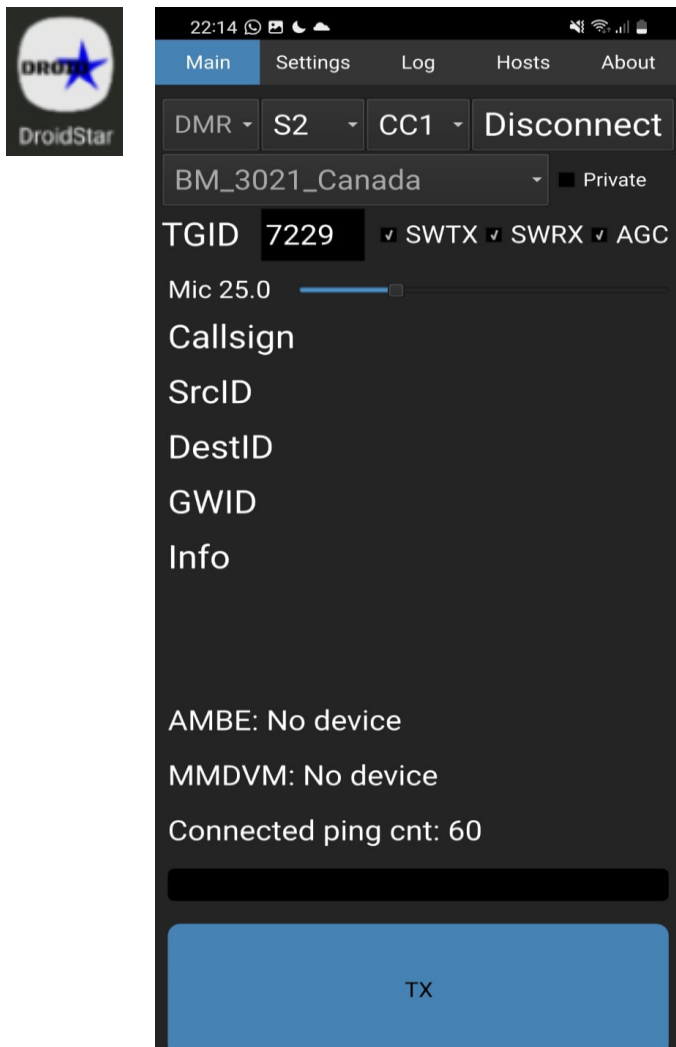 DROID
DroidStar
22:14
Main Settings Log Hosts About
DMR S2 CC1 Disconnect
BM_3021_Canada Private
TGID 7229 SWTX SWRX AGC
Mic 25.0
Callsign
SrcID
DestID
GWID
Info
AMBE: No device
MMDVM: No device
Connected ping cnt: 60
TX